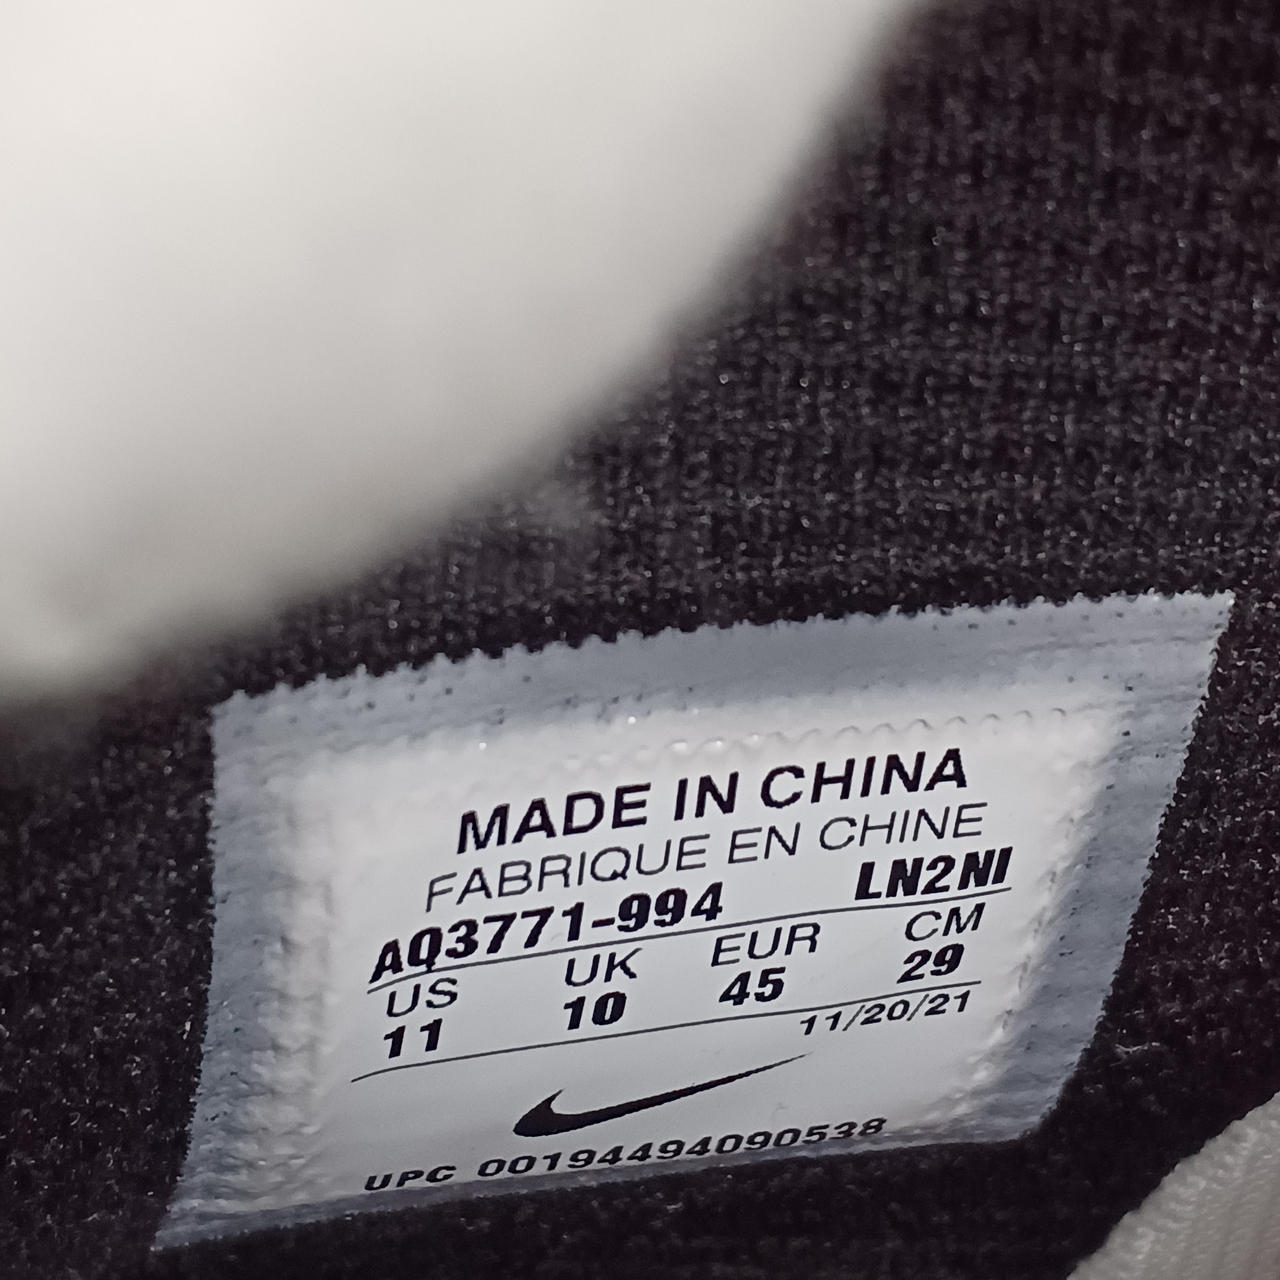 MADE IN CHINA
FABRIQUE EN CHINE
AQ3771-994 LN2NI
US UK EUR CM
11 10 45 29
11/20/21
UPC 00194494090538